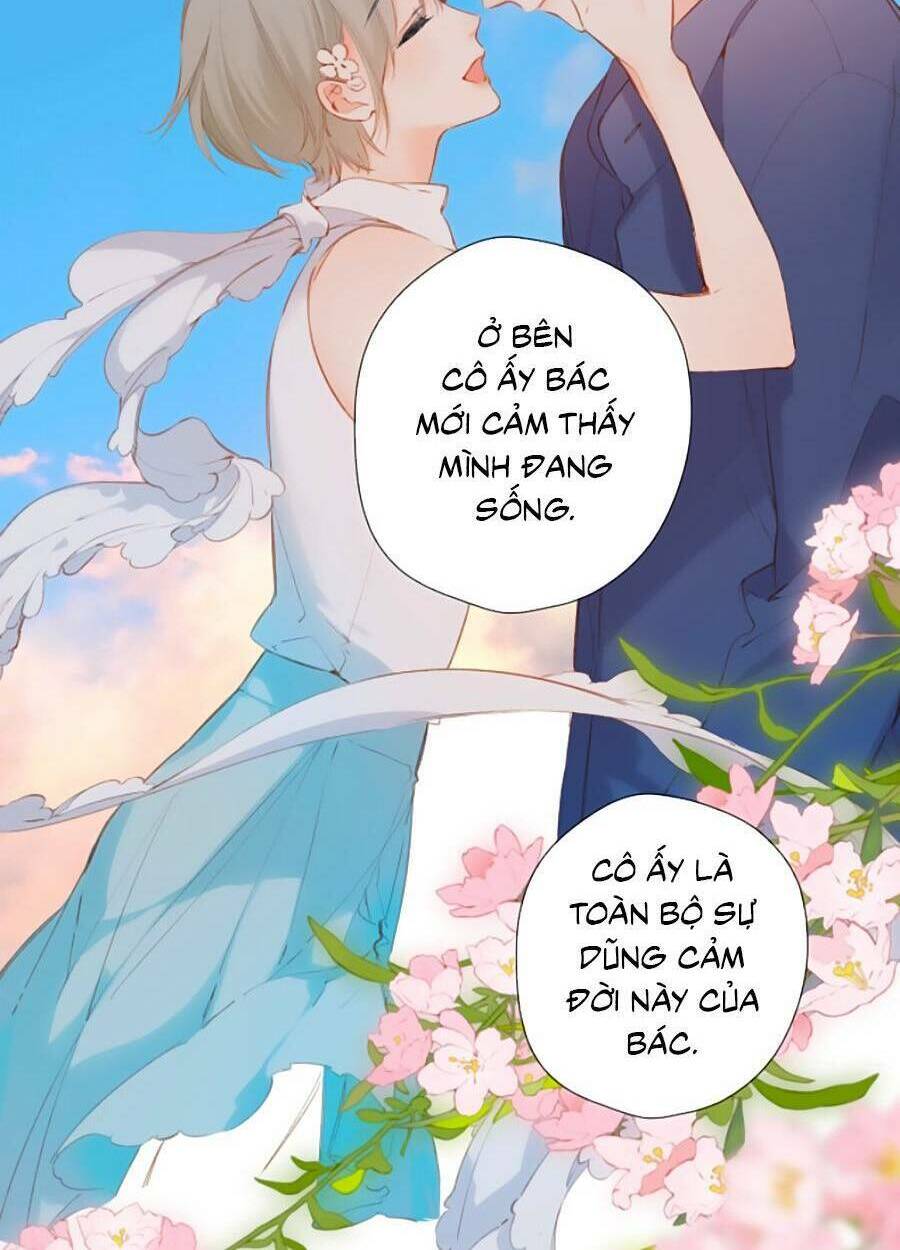 Ở BÊN
CÔ ẤY BÁC
MỚI CẢM THẤY
MÌNH ĐANG
SỐNG.
CÔ ẤY LÀ
TOÀN BỘ SỰ
DŨNG CẢM
ĐỜI NÀY CỦA
BÁC.